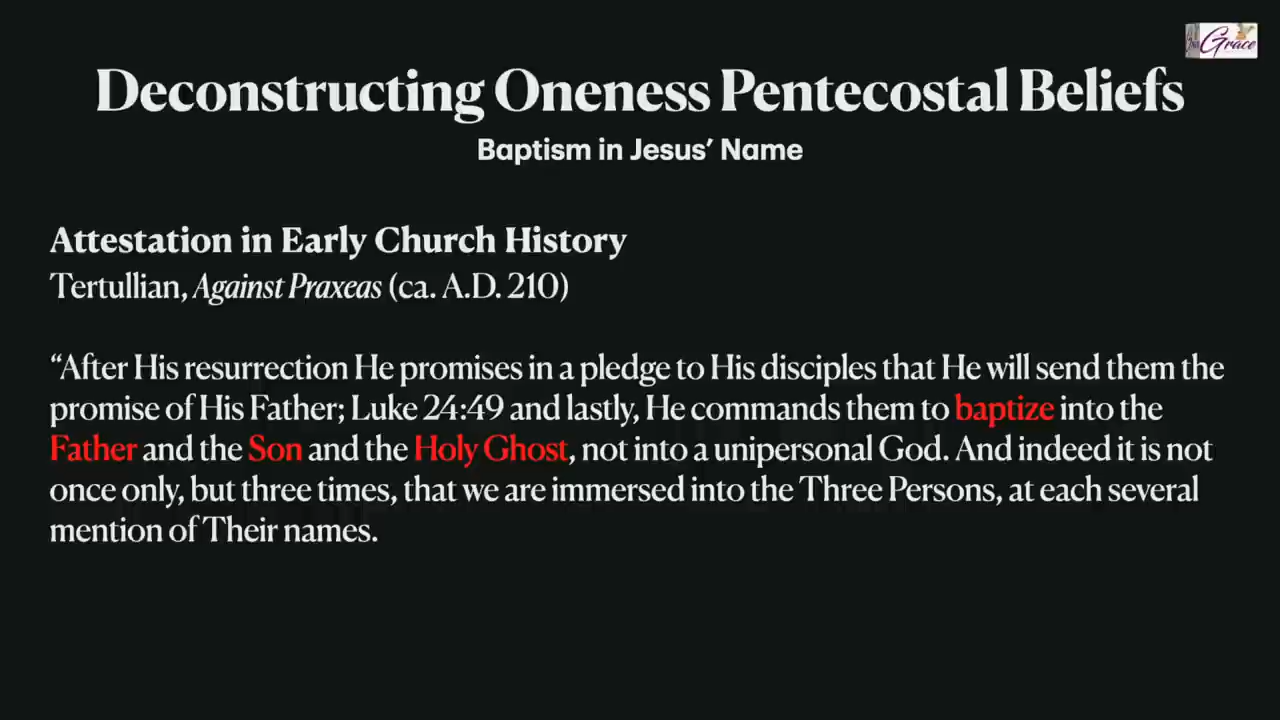 Grace
Deconstructing Oneness Pentecostal Beliefs
Baptism in Jesus’ Name
Attestation in Early Church History
Tertullian, Against Praxeas (ca. A.D. 210)
“After His resurrection He promises in a pledge to His disciples that He will send them the
promise of His Father; Luke 24:49 and lastly, He commands them to baptize into the
Father and the Son and the Holy Ghost, not into a unipersonal God. And indeed it is not
once only, but three times, that we are immersed into the Three Persons, at each several
mention of Their names.